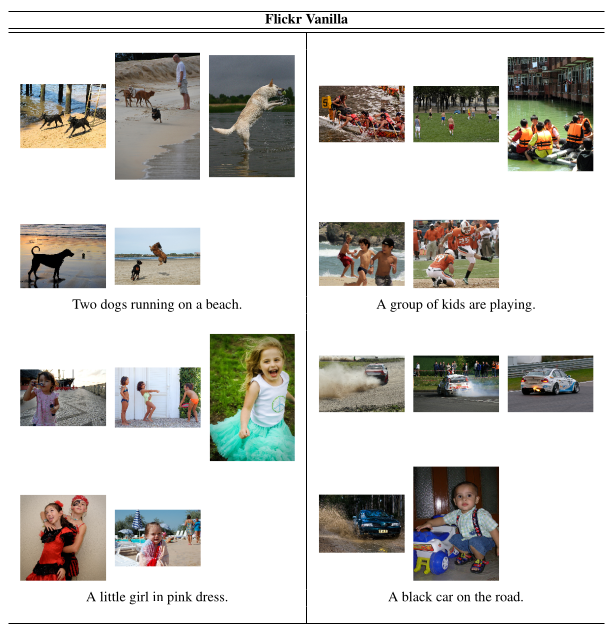 Flickr Vanilla
5
Two dogs running on a beach.
A group of kids are playing.
A little girl in pink dress.
A black car on the road.